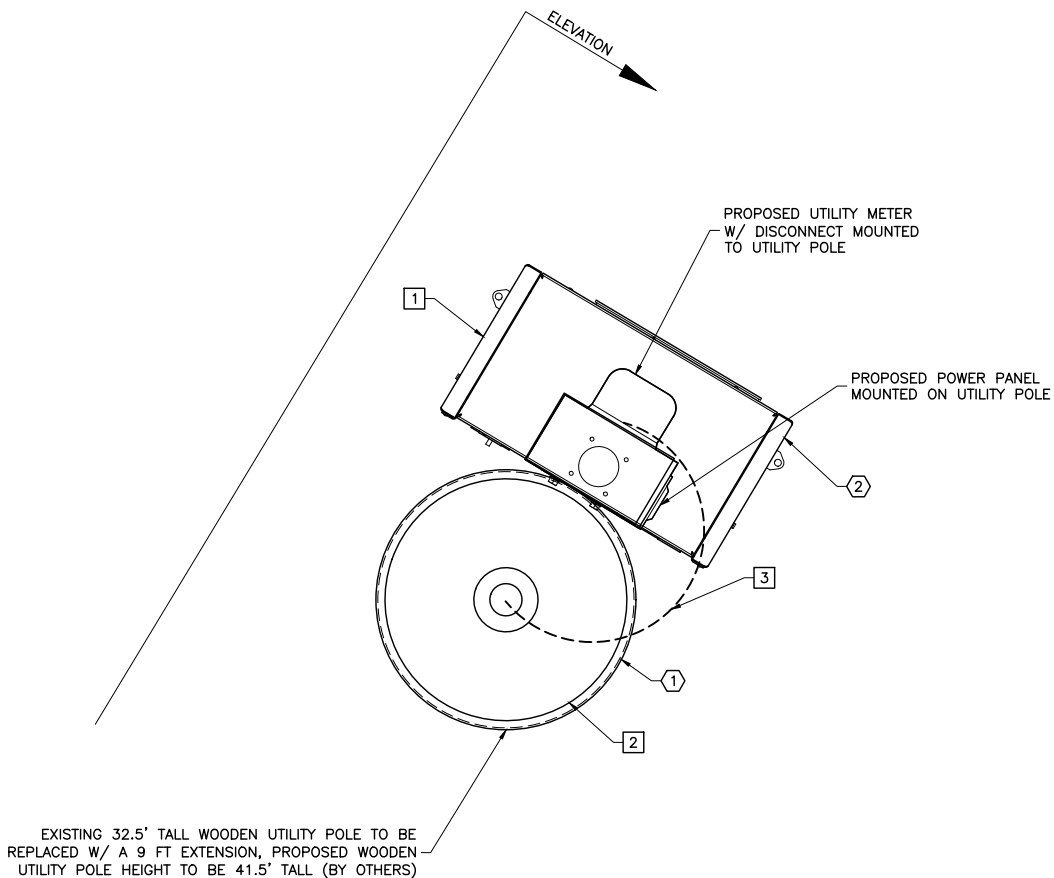 ELEVATION
PROPOSED UTILITY METER
W/ DISCONNECT MOUNTED
TO UTILITY POLE
1
PROPOSED POWER PANEL
MOUNTED ON UTILITY POLE
2
3
1
2
EXISTING 32.5' TALL WOODEN UTILITY POLE TO BE
REPLACED W/ A 9 FT EXTENSION, PROPOSED WOODEN
UTILITY POLE HEIGHT TO BE 41.5' TALL (BY OTHERS)